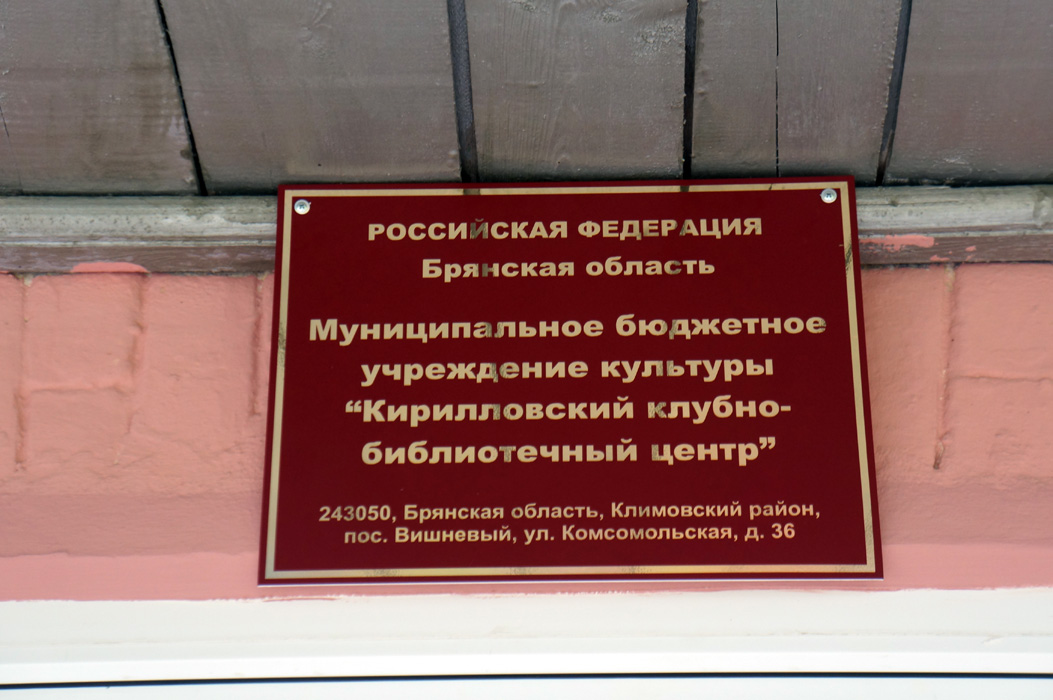 РОССИЙСКАЯ ФЕДЕРАЦИЯ
Брянская область
Муниципальное бюджетное
учреждение культуры
“Кирилловский клубно-
библиотечный центр”
243050, Брянская область, Климовский район,
пос. Вишневый, ул. Комсомольская, д. 36